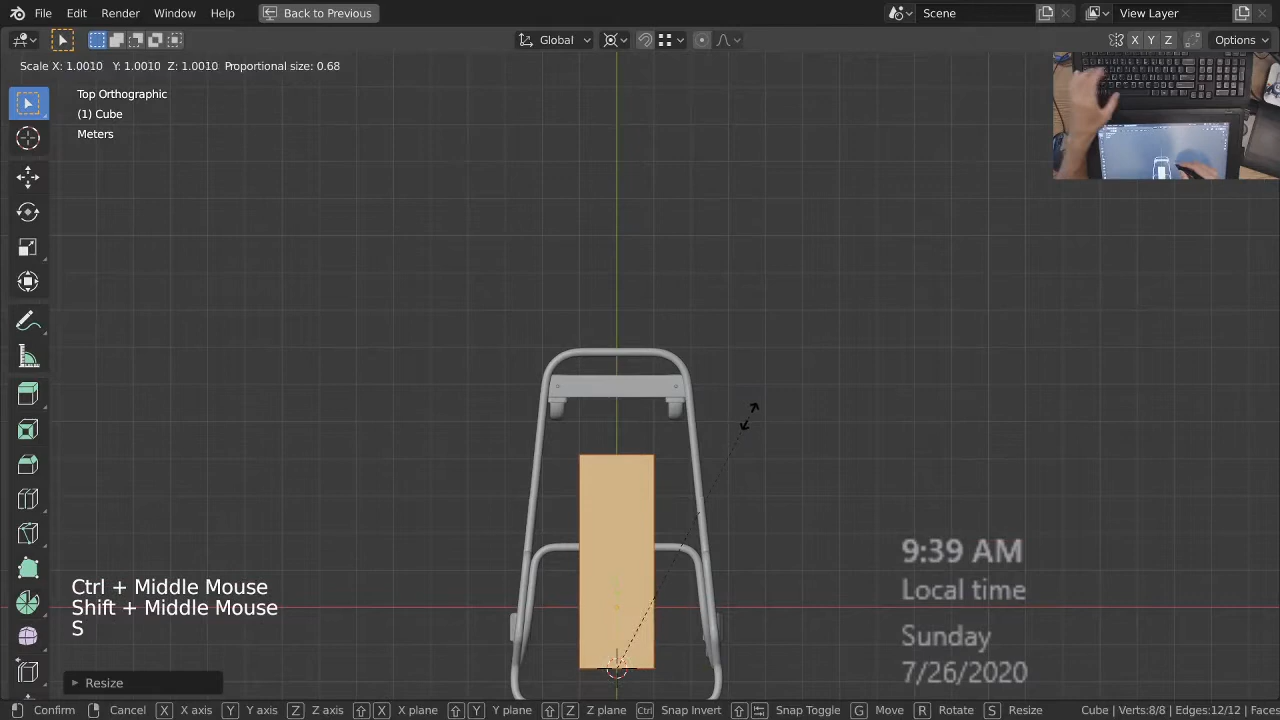 File Edit Render Window Help Back to Previous Scene View Layer
Global X Y Z Options
Scale X: 1.0010 Y: 1.0010 Z: 1.0010 Proportional size: 0.68
Top Orthographic
(1) Cube
Meters
9:39 AM
Local time
Sunday
7/26/2020
Ctrl + Middle Mouse
Shift + Middle Mouse
S
Resize
Confirm Cancel X X axis Y Y axis Z Z axis X X plane Y Y plane Z Z plane Ctrl Snap Invert Snap Toggle G Move R Rotate S Resize Cube | Verts:8/8 | Edges:12/12 | Faces